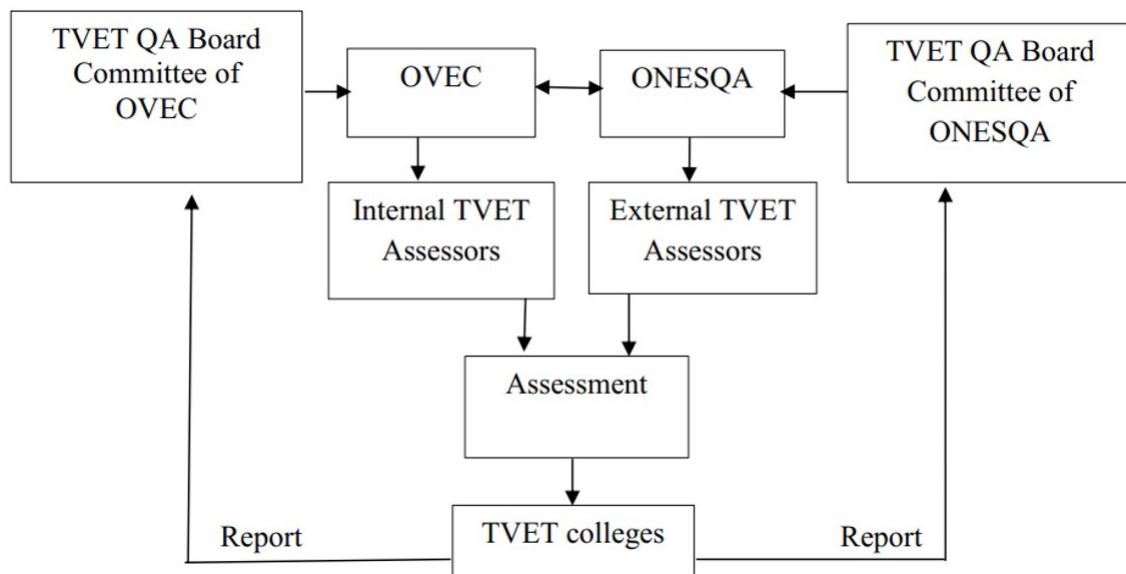 TVET QA Board
Committee of
OVEC
OVEC
ONESQA
TVET QA Board
Committee of
ONESQA
Internal TVET
Assessors
External TVET
Assessors
Assessment
TVET colleges
Report
Report